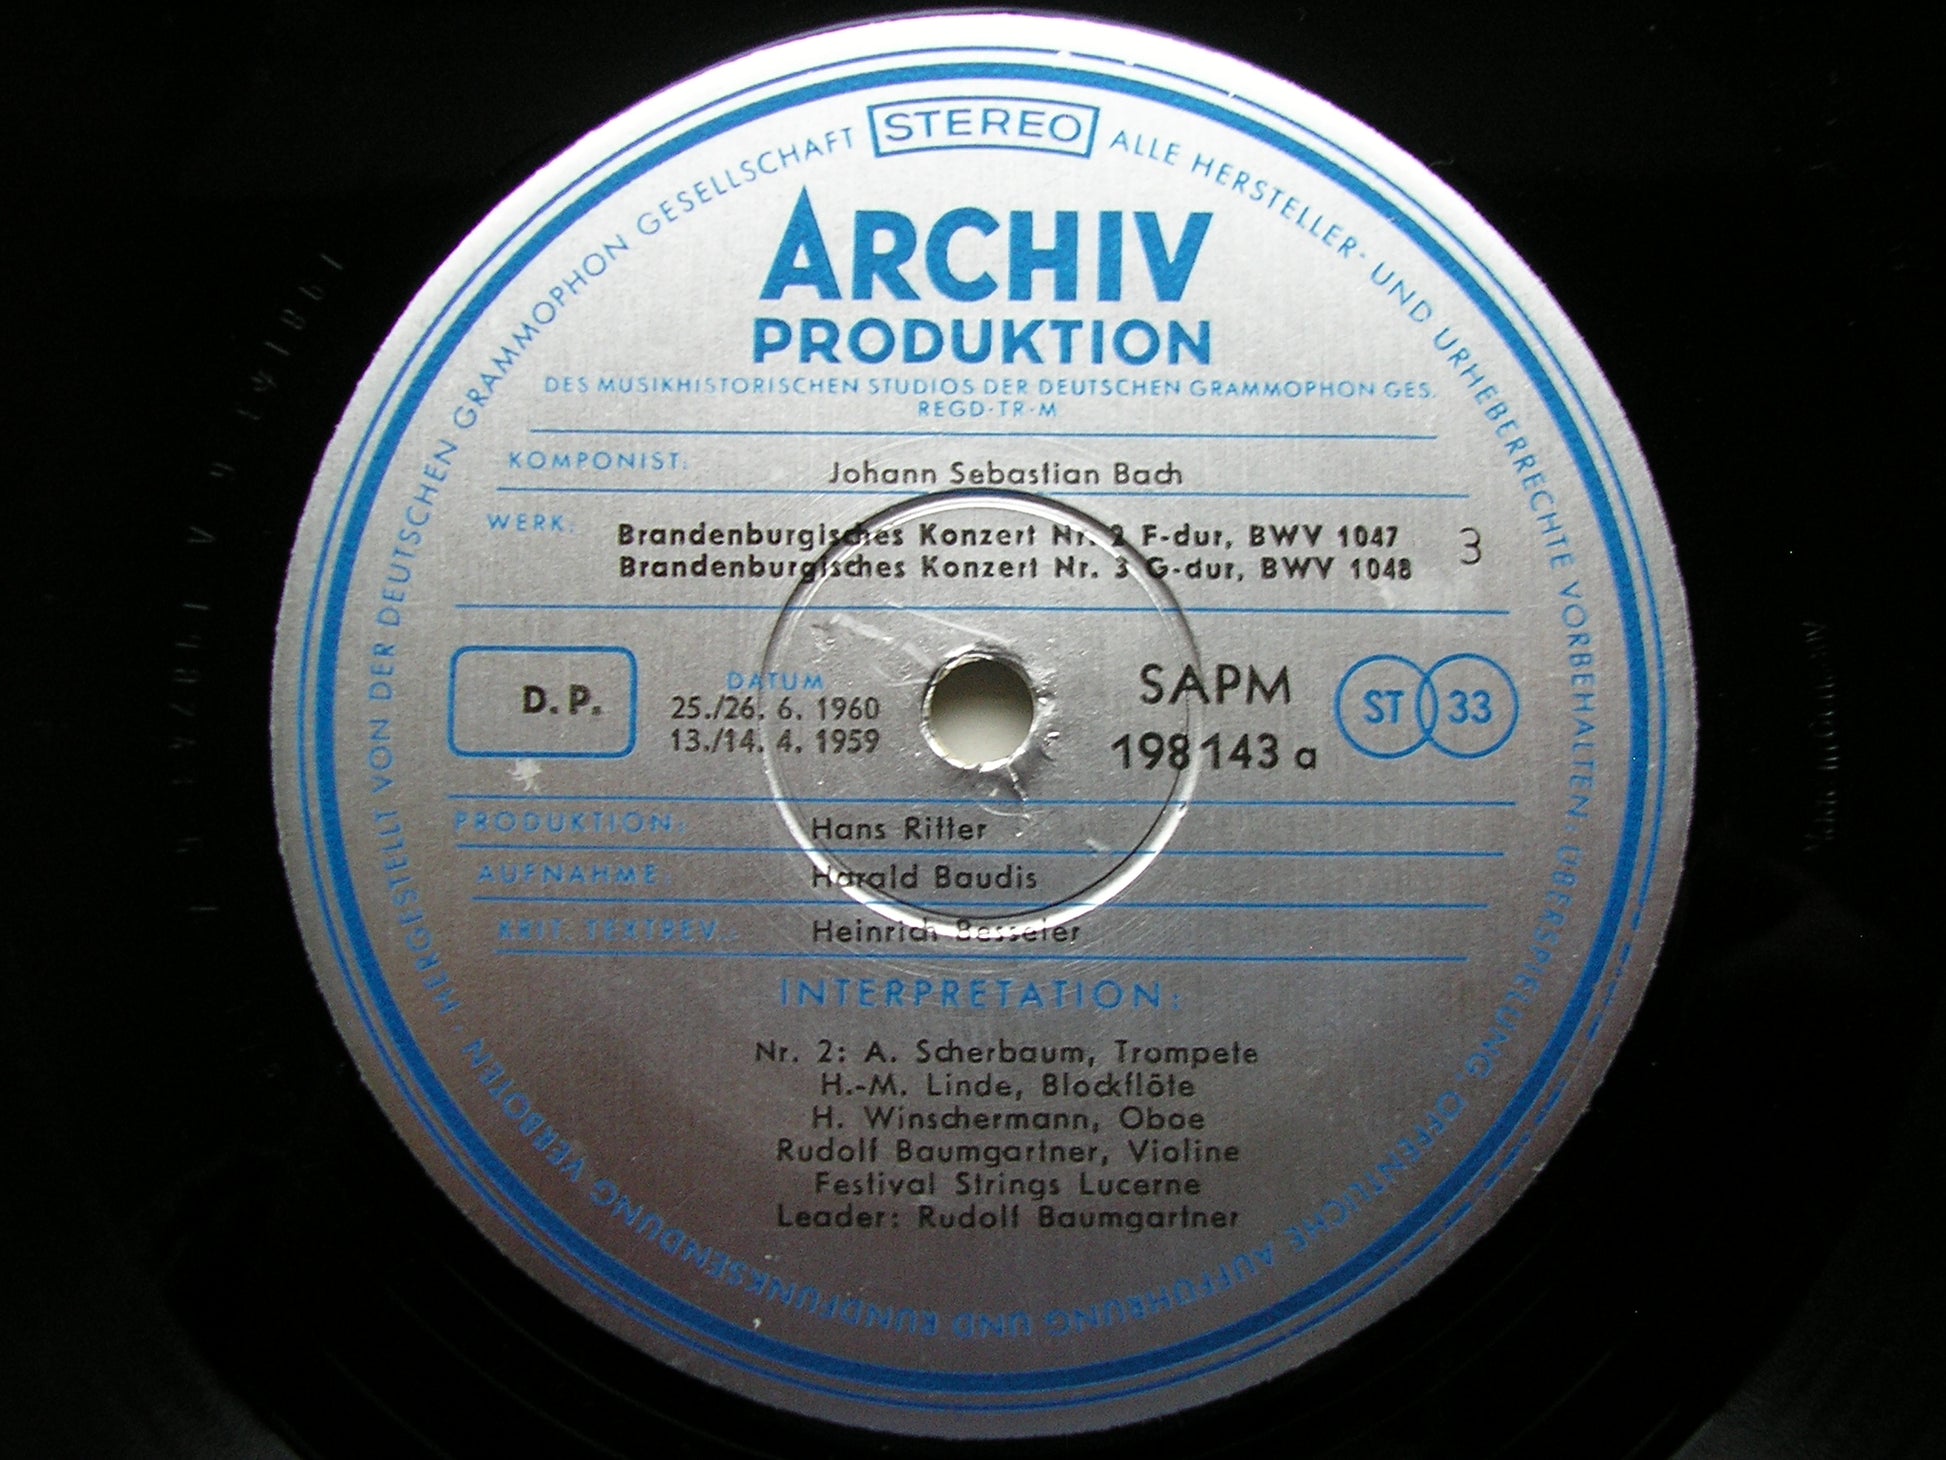 STEREO
HERGESTELLT VON DER DEUTSCHEN GRAMMOPHON GESELLSCHAFT
ALLE HERSTELLER- UND URHEBERRECHTE VORBEHALTEN · ÜBERSPIELUNG, ÖFFENTLICHE AUFFÜHRUNG UND RUNDFUNKSENDUNG VERBOTEN ·
ARCHIV
PRODUKTION
DES MUSIKHISTORISCHEN STUDIOS DER DEUTSCHEN GRAMMOPHON GES.
REGD·TR·M
KOMPONIST: Johann Sebastian Bach
WERK: Brandenburgisches Konzert Nr. 2 F-dur, BWV 1047
Brandenburgisches Konzert Nr. 3 G-dur, BWV 1048
3
D. P.
DATUM
25./26. 6. 1960
13./14. 4. 1959
SAPM
198 143 a
ST 33
PRODUKTION: Hans Ritter
AUFNAHME: Harald Baudis
KRIT. TEXTREV.: Heinrich Besseler
INTERPRETATION:
Nr. 2: A. Scherbaum, Trompete
H.-M. Linde, Blockflöte
H. Winschermann, Oboe
Rudolf Baumgartner, Violine
Festival Strings Lucerne
Leader: Rudolf Baumgartner